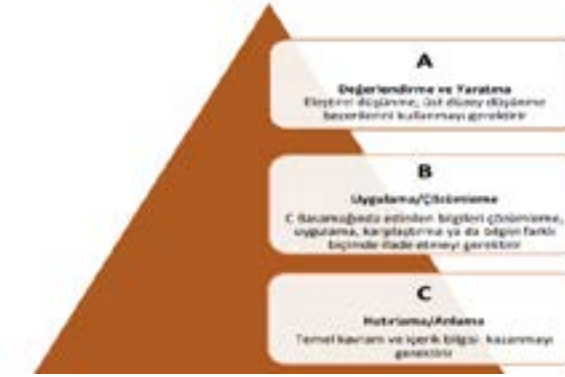 A
Değerlendirme ve Yaratma
Eleştirel düşünme, üst düzey düşünme
becerilerini kullanmayı gerektirir
B
Uygulama/Çözümleme
C Basamağında edinilen bilgileri çözümleme,
uygulama, karşılaştırma ya da bilgiyi farklı
biçimde ifade etmeyi gerektirir
C
Hatırlama/Anlama
Temel kavram ve içerik bilgisi kazanmayı
gerektirir